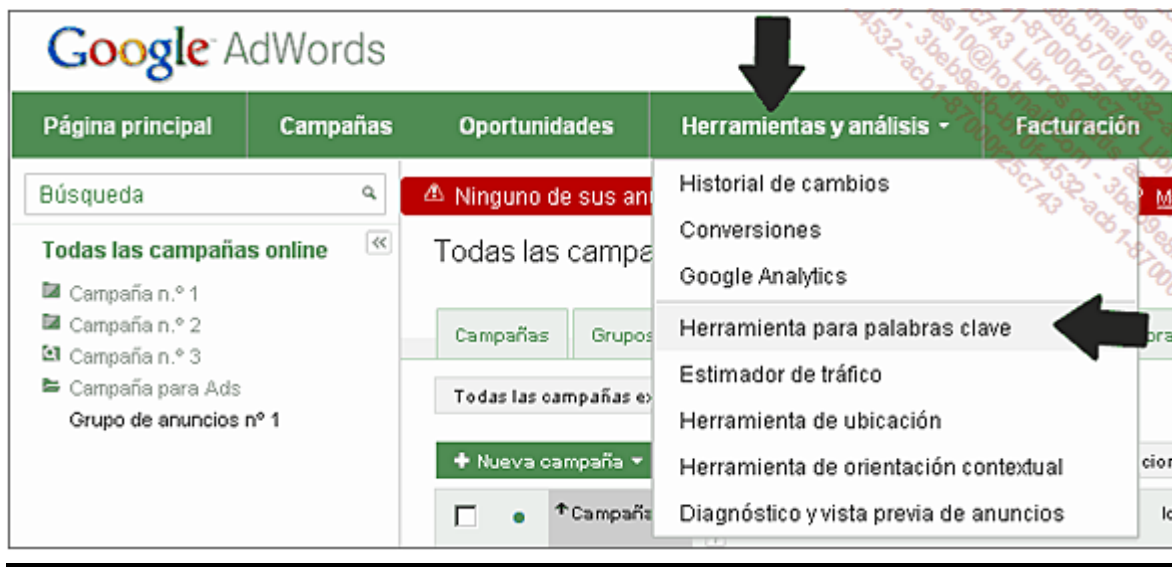 Google AdWords
Página principal
Campañas
Oportunidades
Herramientas y análisis
Facturación
Búsqueda
Todas las campañas online
Campaña n.º 1
Campaña n.º 2
Campaña n.º 3
Campaña para Ads
Grupo de anuncios nº 1
Ninguno de sus
Todas las
Campañas
Grupos
Todas las campañas
Nueva campaña
Campaña
Historial de cambios
Conversiones
Google Analytics
Herramienta para palabras clave
Estimador de tráfico
Herramienta de ubicación
Herramienta de orientación contextual
Diagnóstico y vista previa de anuncios